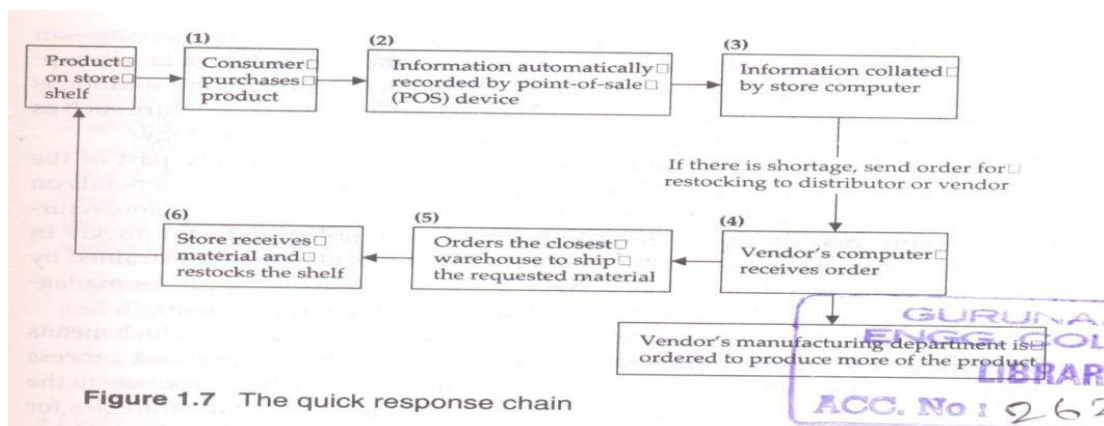 Product
on store
shelf
(1)
Consumer
purchases
product
(2)
Information automatically
recorded by point-of-sale
(POS) device
(3)
Information collated
by store computer
If there is shortage, send order for
restocking to distributor or vendor
(4)
Vendor's computer
receives order
(5)
Orders the closest
warehouse to ship
the requested material
(6)
Store receives
material and
restocks the shelf
Vendor's manufacturing department is
ordered to produce more of the product
Figure 1.7 The quick response chain
GURUNA
ENGG COL
LIBRAR
ACC. No : 262